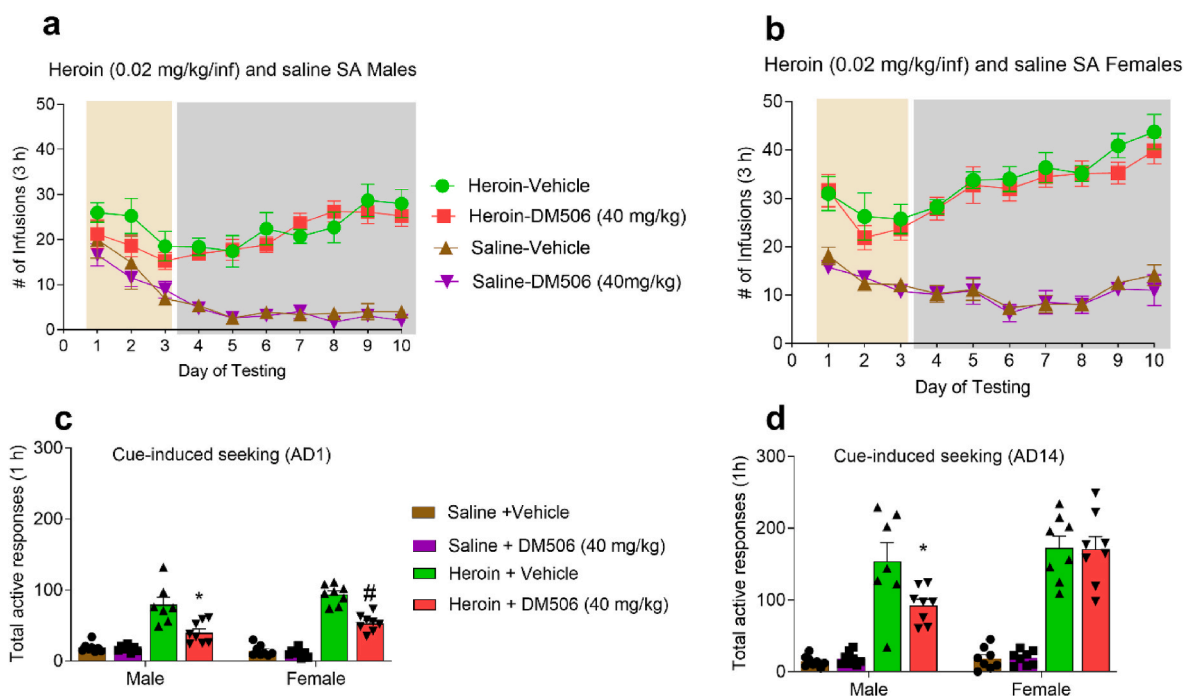 a
Heroin (0.02 mg/kg/inf) and saline SA Males
# of Infusions (3 h)
50
40
30
20
10
0
0 1 2 3 4 5 6 7 8 9 10
Day of Testing
Heroin-Vehicle
Heroin-DM506 (40 mg/kg)
Saline-Vehicle
Saline-DM506 (40mg/kg)
b
Heroin (0.02 mg/kg/inf) and saline SA Females
# of Infusions (3 h)
50
40
30
20
10
0
0 1 2 3 4 5 6 7 8 9 10
Day of Testing
c
Cue-induced seeking (AD1)
Total active responses (1 h)
300
200
100
0
*
#
Male Female
Saline +Vehicle
Saline + DM506 (40 mg/kg)
Heroin + Vehicle
Heroin + DM506 (40 mg/kg)
d
Cue-induced seeking (AD14)
Total active responses (1h)
300
200
100
0
*
Male Female